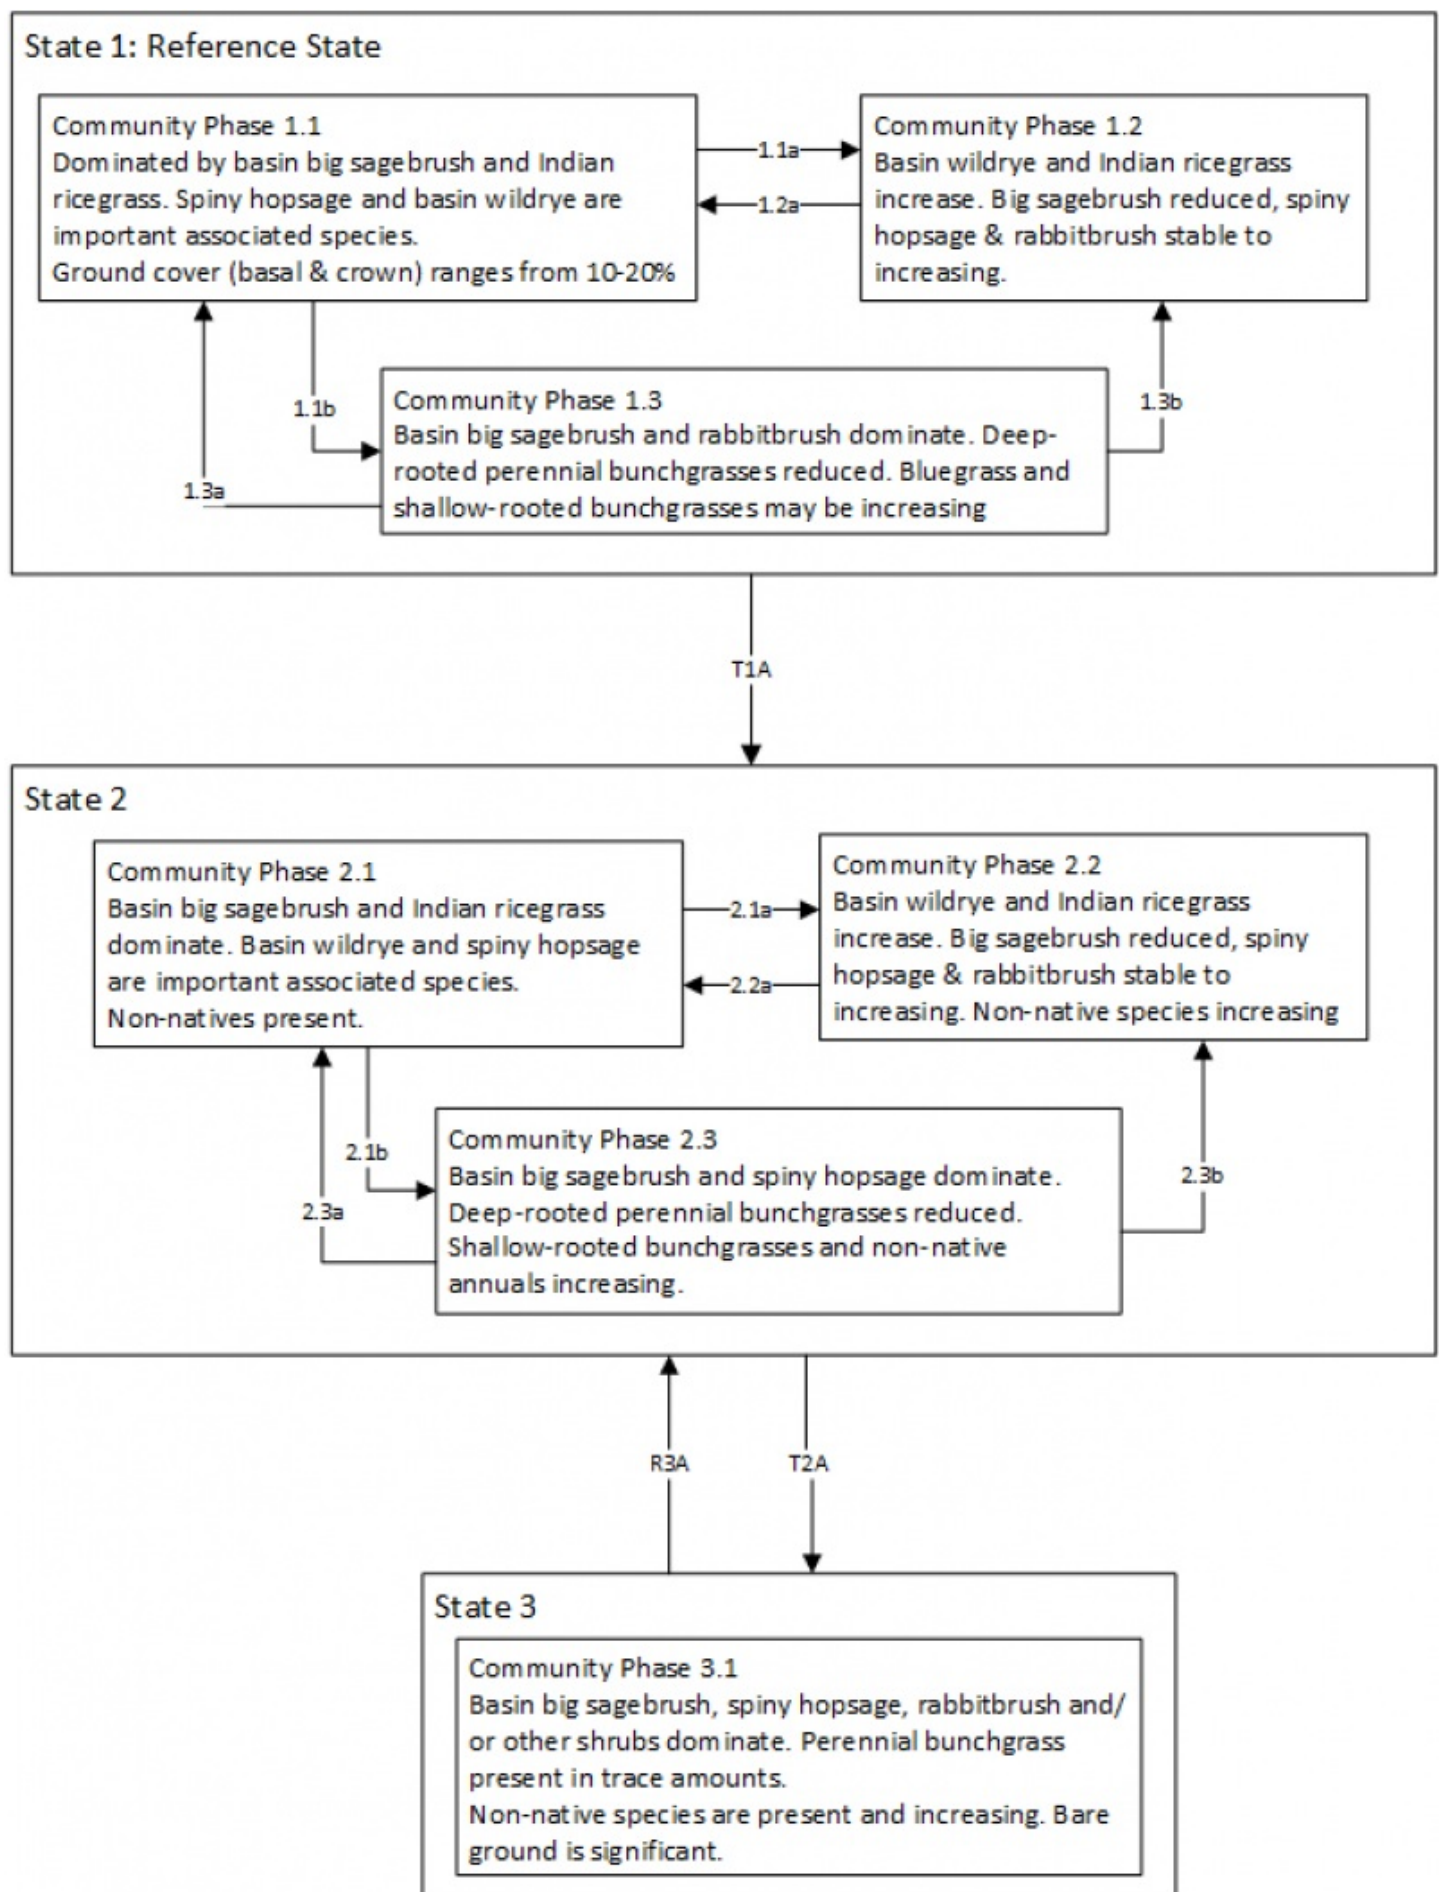 State 1: Reference State
Community Phase 1.1
Dominated by basin big sagebrush and Indian
ricegrass. Spiny hopsage and basin wildrye are
important associated species.
Ground cover (basal & crown) ranges from 10-20%
1.1a
1.2a
Community Phase 1.2
Basin wildrye and Indian ricegrass
increase. Big sagebrush reduced, spiny
hopsage & rabbitbrush stable to
increasing.
1.1b
1.3a
Community Phase 1.3
Basin big sagebrush and rabbitbrush dominate. Deep-
rooted perennial bunchgrasses reduced. Bluegrass and
shallow-rooted bunchgrasses may be increasing
1.3b
T1A
State 2
Community Phase 2.1
Basin big sagebrush and Indian ricegrass
dominate. Basin wildrye and spiny hopsage
are important associated species.
Non-natives present.
2.1a
2.2a
Community Phase 2.2
Basin wildrye and Indian ricegrass
increase. Big sagebrush reduced, spiny
hopsage & rabbitbrush stable to
increasing. Non-native species increasing
2.1b
2.3a
Community Phase 2.3
Basin big sagebrush and spiny hopsage dominate.
Deep-rooted perennial bunchgrasses reduced.
Shallow-rooted bunchgrasses and non-native
annuals increasing.
2.3b
R3A
T2A
State 3
Community Phase 3.1
Basin big sagebrush, spiny hopsage, rabbitbrush and/
or other shrubs dominate. Perennial bunchgrass
present in trace amounts.
Non-native species are present and increasing. Bare
ground is significant.